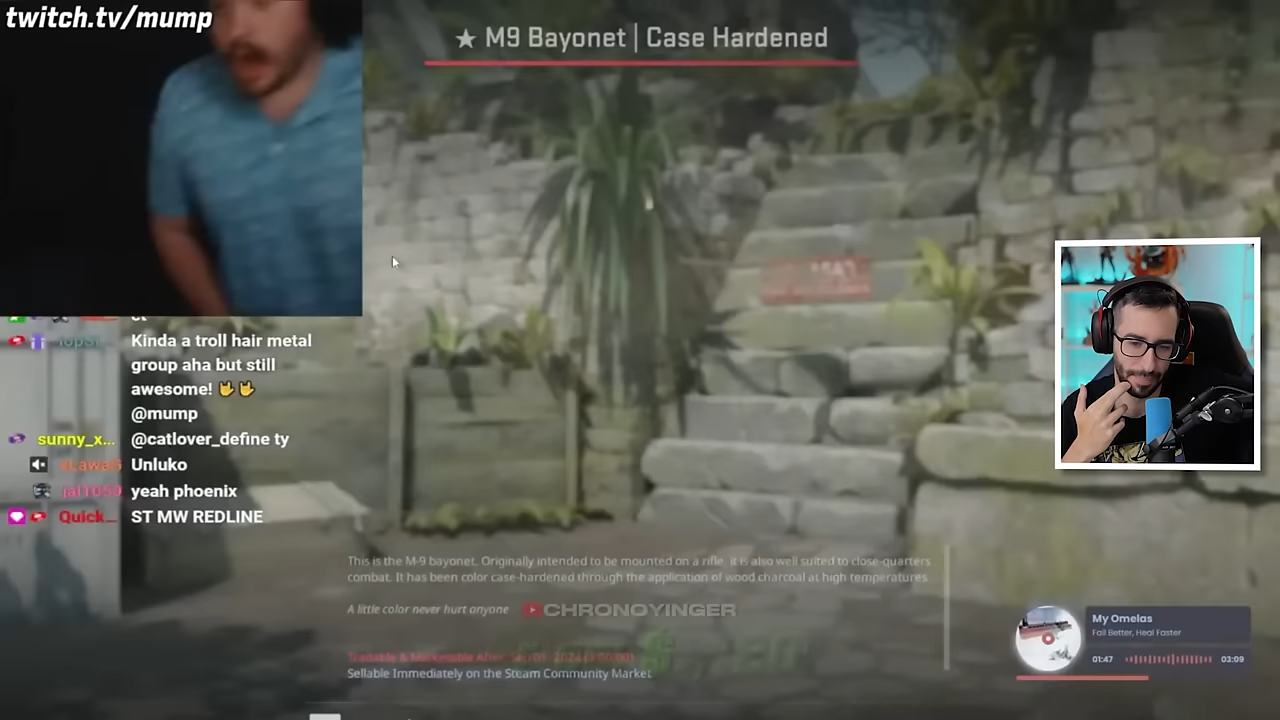 twitch.tv/mump
★ M9 Bayonet | Case Hardened
Kinda a troll hair metal
group aha but still
awesome! 🤘🤘
@mump
sunny_x... @catlover_define ty
Unluko
yeah phoenix
Quick_ ST MW REDLINE
This is the M-9 bayonet. Originally intended to be mounted on a rifle, it is also well suited to close-quarters
combat. It has been color case-hardened through the application of wood charcoal at high temperatures.
A little color never hurt anyone
CHRONOYINGER
Tradable & Marketable After
Sellable Immediately on the Steam Community Market
My Omelas
Fail Better, Heal Faster
01:47 03:09